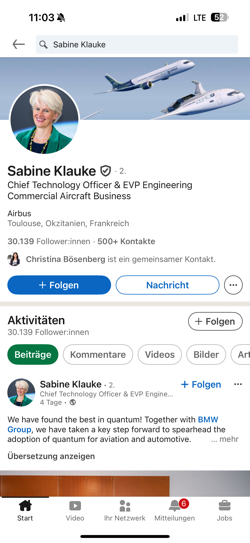 11:03
LTE 52
Sabine Klauke
Sabine Klauke · 2.
Chief Technology Officer & EVP Engineering
Commercial Aircraft Business
Airbus
Toulouse, Okzitanien, Frankreich
30.139 Follower:innen · 500+ Kontakte
Christina Bösenberg ist ein gemeinsamer Kontakt.
+ Folgen
Nachricht
Aktivitäten
30.139 Follower:innen
+ Folgen
Beiträge
Kommentare
Videos
Bilder
Art
Sabine Klauke · 2.
+ Folgen
Chief Technology Officer & EVP Engine...
4 Tage ·
We have found the best in quantum! Together with BMW
Group, we have taken a key step forward to spearhead the
adoption of quantum for aviation and automotive. ... mehr
Übersetzung anzeigen
6
Start
Video
Ihr Netzwerk
Mitteilungen
Jobs